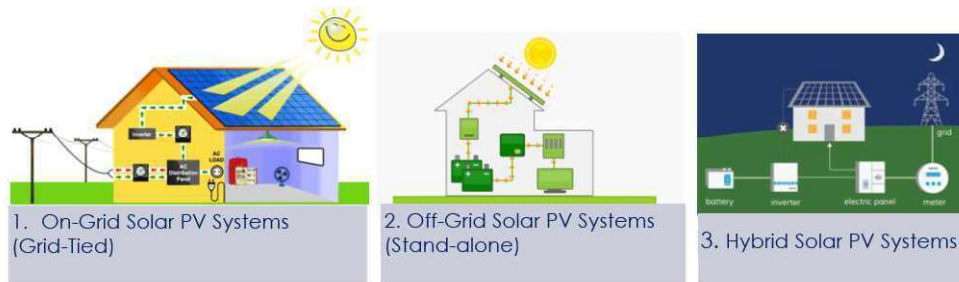 Inverter
AC
Distribution
Panel
AC
LOAD
1. On-Grid Solar PV Systems
(Grid-Tied)
2. Off-Grid Solar PV Systems
(Stand-alone)
grid
battery
inverter
electric panel
meter
3. Hybrid Solar PV Systems